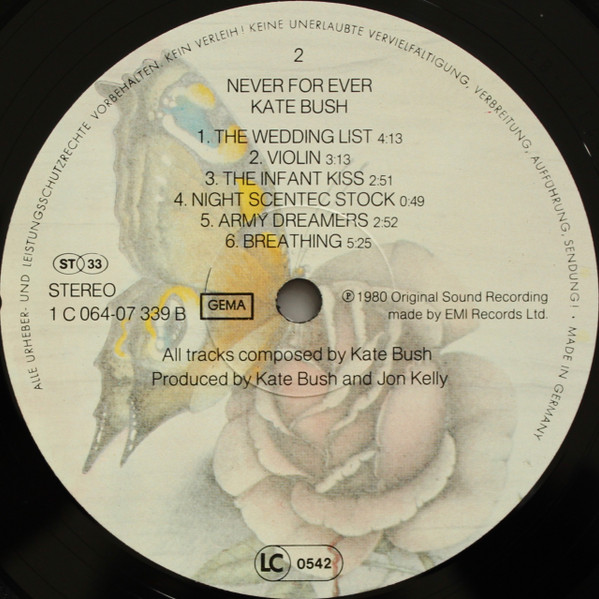 ALLE URHEBER- UND LEISTUNGSSCHUTZRECHTE VORBEHALTEN. KEIN VERLEIH! KEINE UNERLAUBTE VERVIELFÄLTIGUNG, VERBREITUNG, AUFFÜHRUNG, SENDUNG! · MADE IN GERMANY
2
NEVER FOR EVER
KATE BUSH
1. THE WEDDING LIST 4:13
2. VIOLIN 3:13
3. THE INFANT KISS 2:51
4. NIGHT SCENTEC STOCK 0:49
5. ARMY DREAMERS 2:52
6. BREATHING 5:25
ST 33
STEREO
1 C 064-07 339 B
GEMA
℗ 1980 Original Sound Recording
made by EMI Records Ltd.
All tracks composed by Kate Bush
Produced by Kate Bush and Jon Kelly
LC 0542